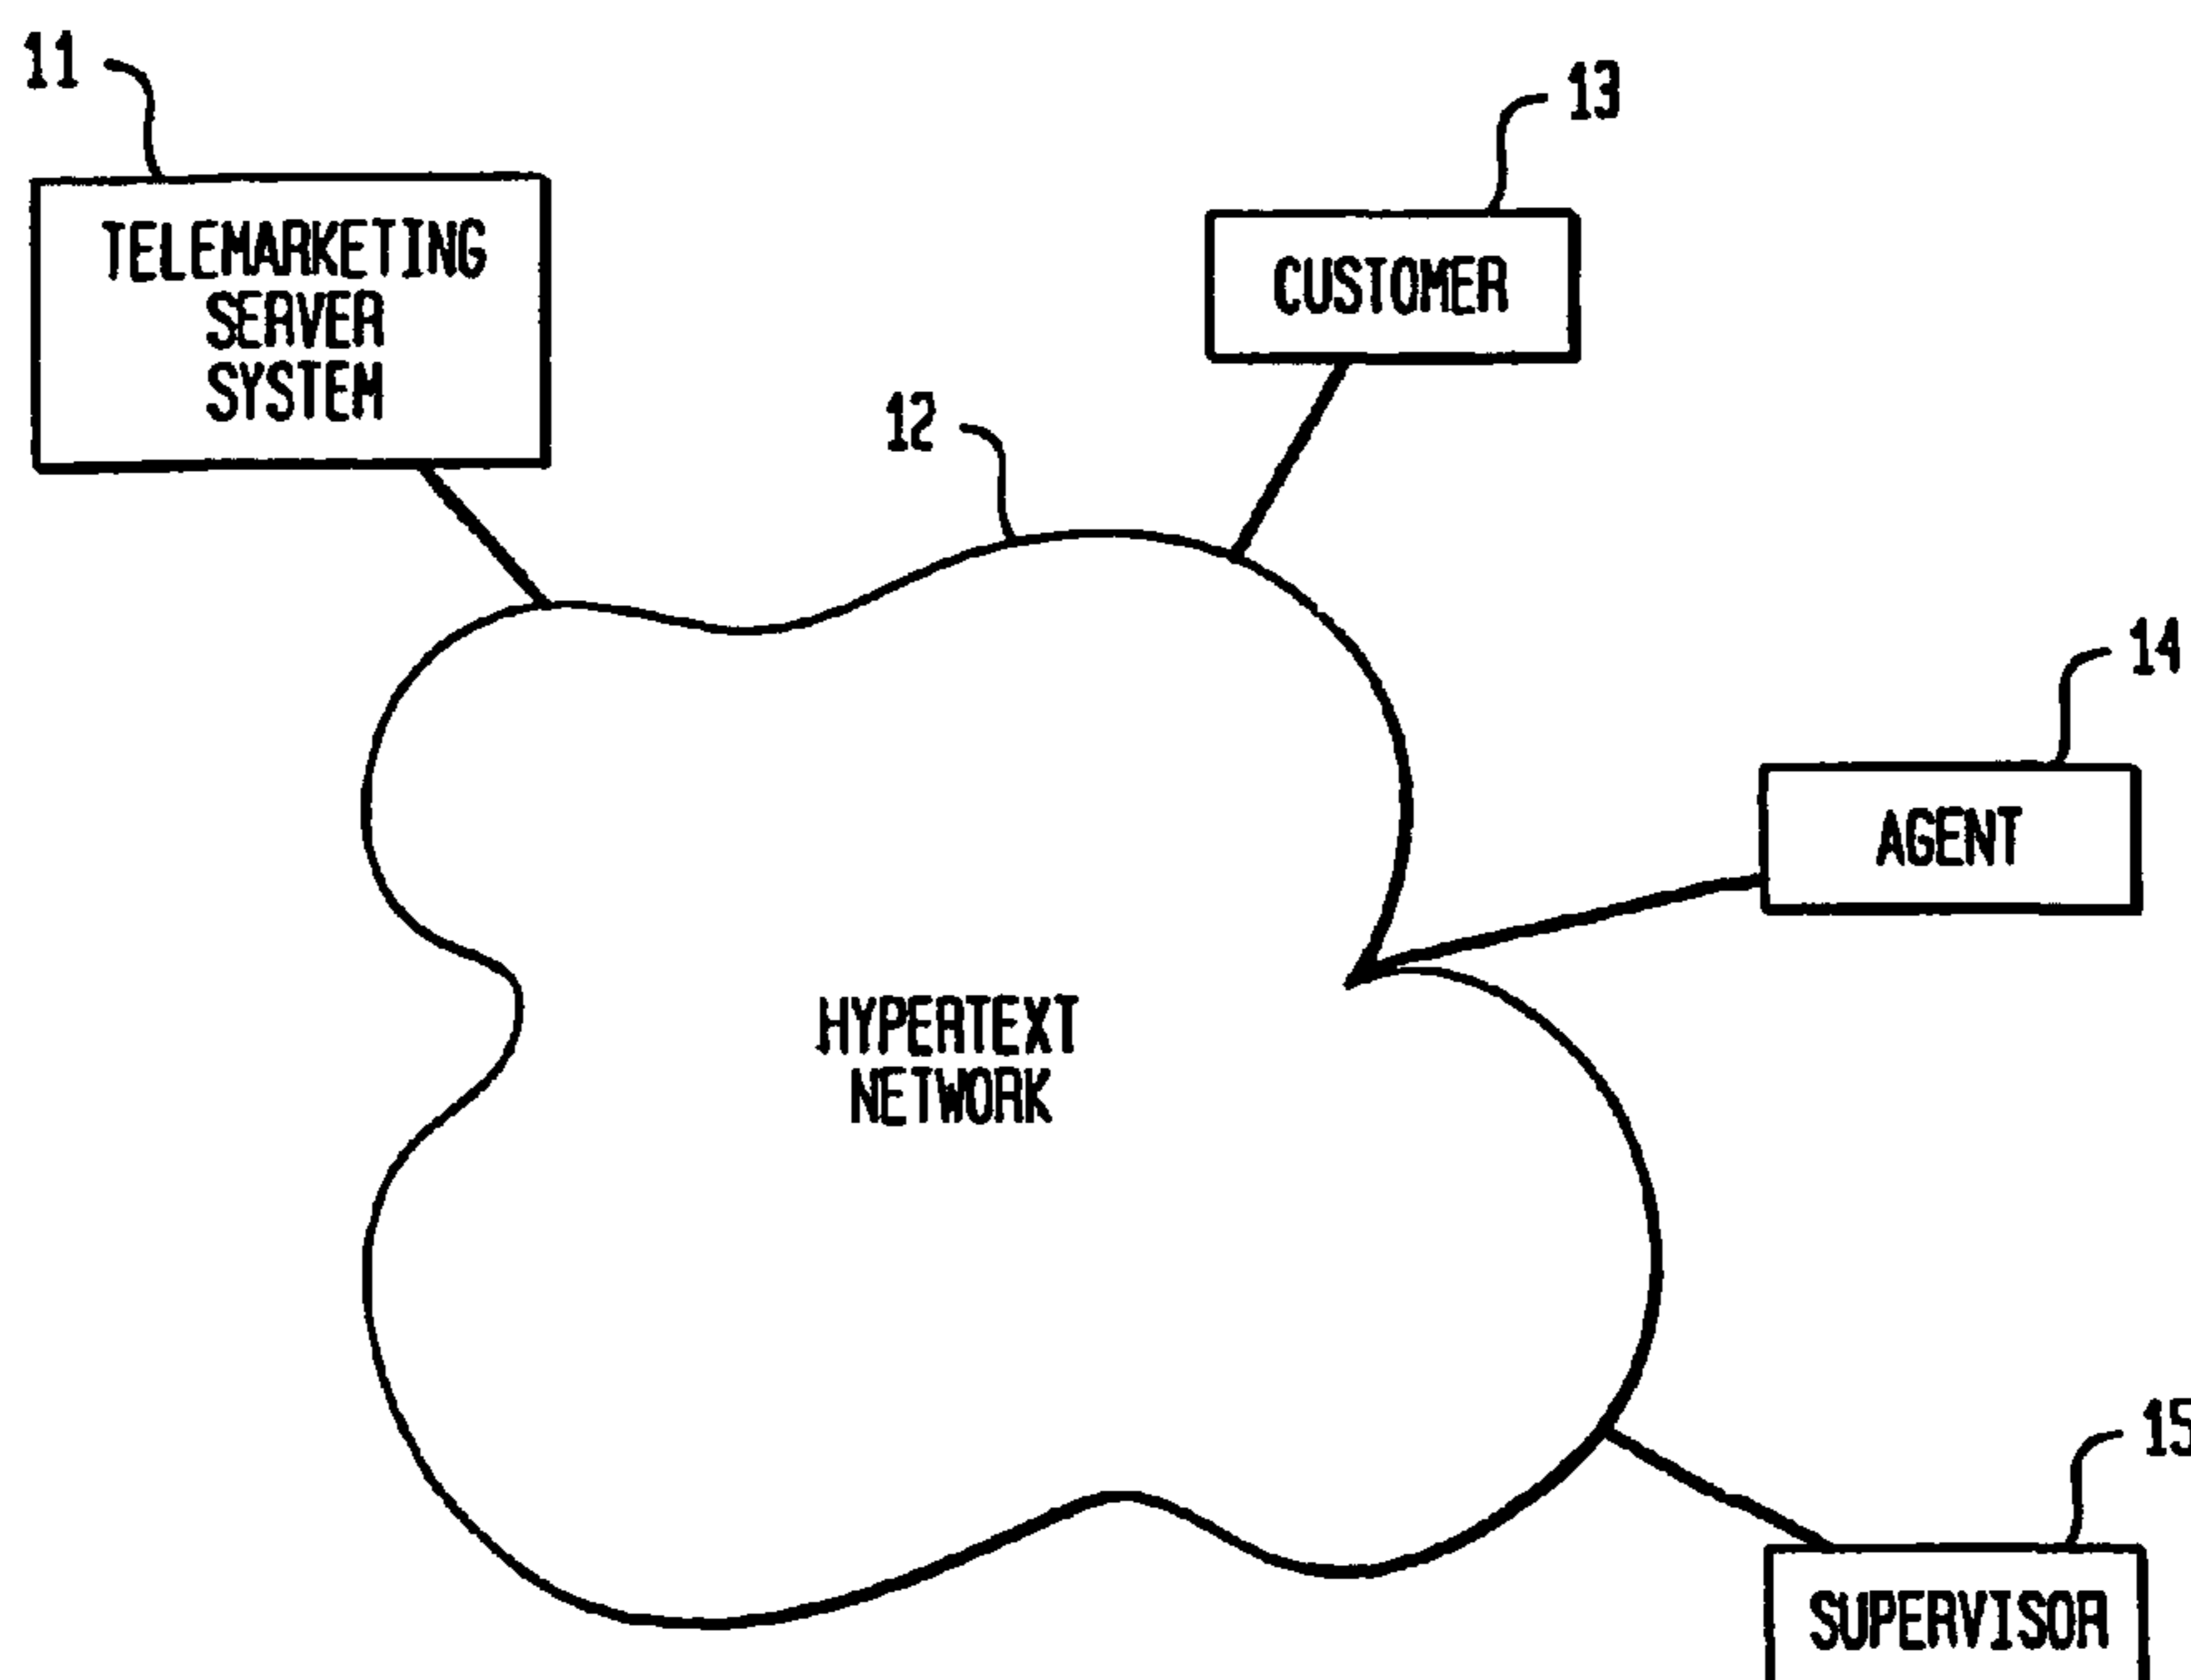 11
13
TELEMARKETING
SERVER
SYSTEM
CUSTOMER
12
14
AGENT
HYPERTEXT
NETWORK
15
SUPERVISOR